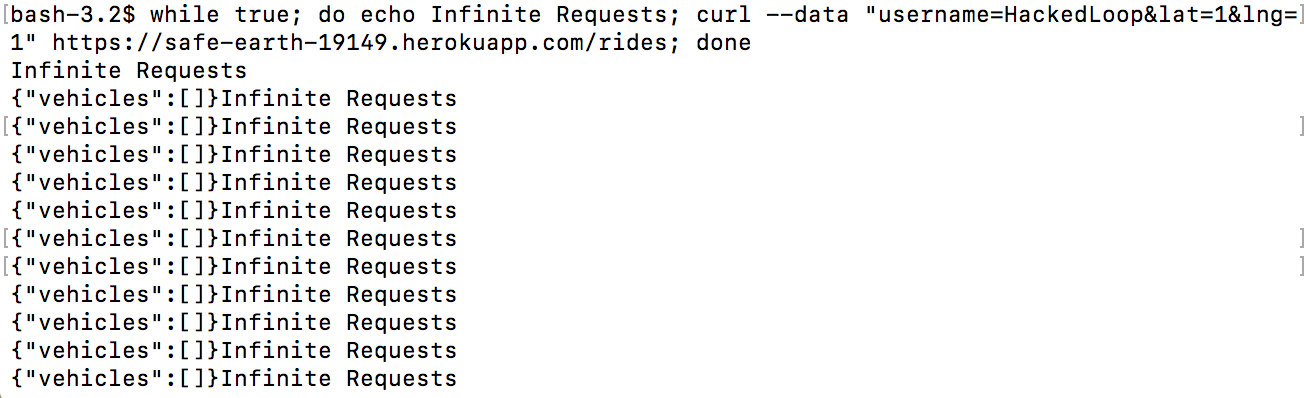 [bash-3.2$ while true; do echo Infinite Requests; curl --data "username=HackedLoop&lat=1&lng=]
1" https://safe-earth-19149.herokuapp.com/rides; done
Infinite Requests
{"vehicles":[]}Infinite Requests
[{"vehicles":[]}Infinite Requests ]
{"vehicles":[]}Infinite Requests
{"vehicles":[]}Infinite Requests
{"vehicles":[]}Infinite Requests
[{"vehicles":[]}Infinite Requests ]
[{"vehicles":[]}Infinite Requests ]
{"vehicles":[]}Infinite Requests
{"vehicles":[]}Infinite Requests
{"vehicles":[]}Infinite Requests
{"vehicles":[]}Infinite Requests